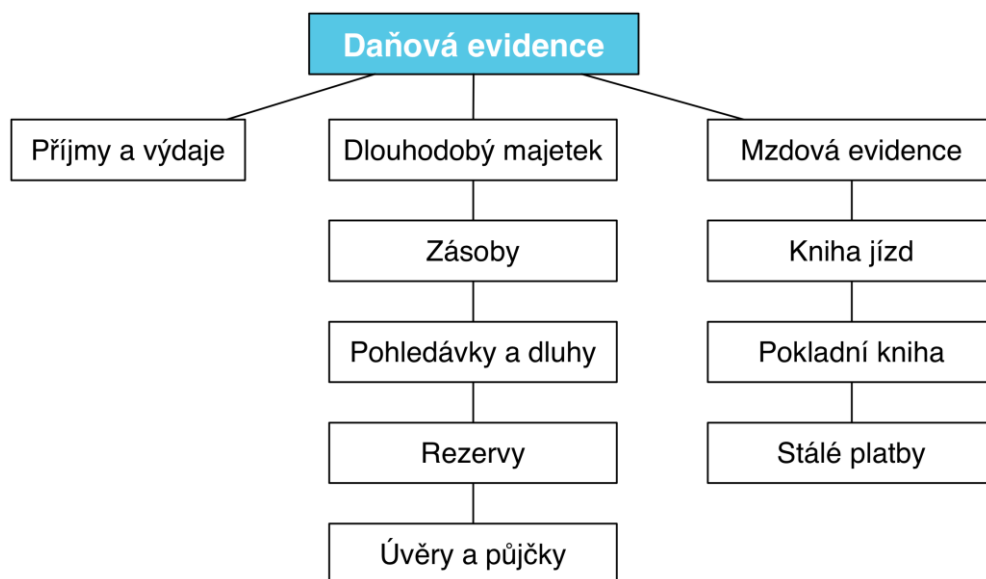 Daňová evidence
Příjmy a výdaje
Dlouhodobý majetek
Mzdová evidence
Zásoby
Kniha jízd
Pohledávky a dluhy
Pokladní kniha
Rezervy
Stálé platby
Úvěry a půjčky